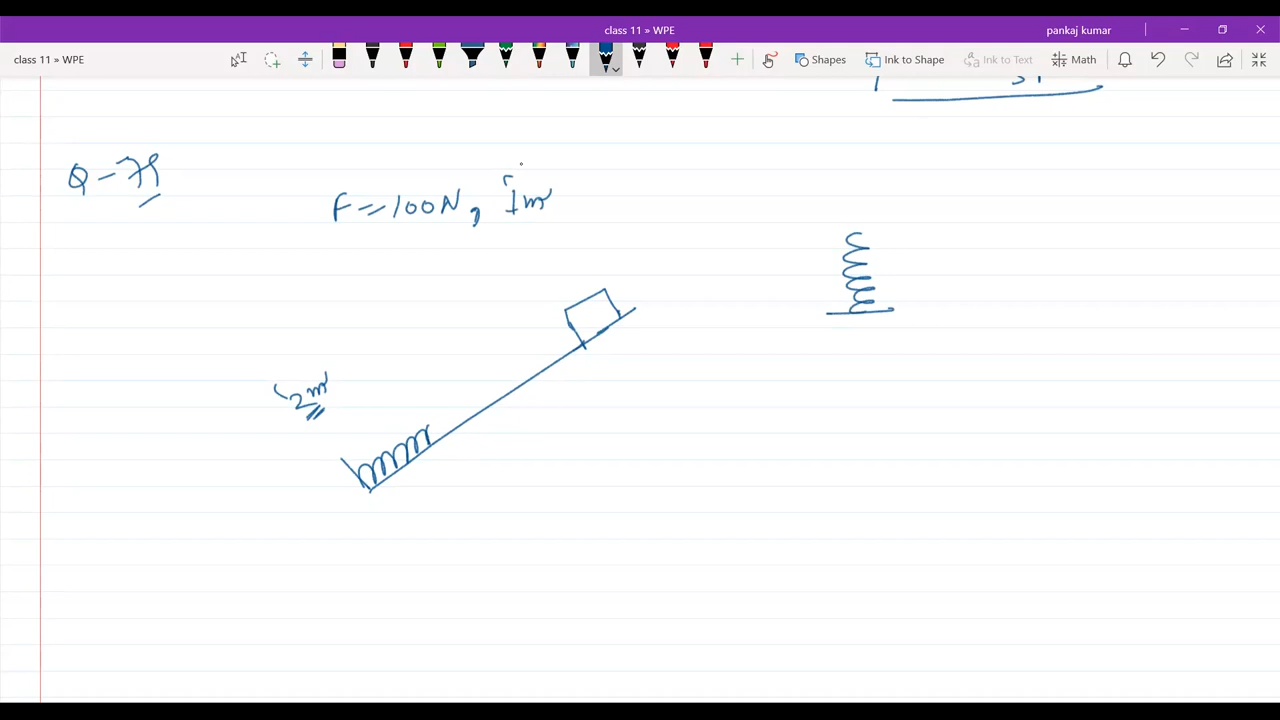 class 11 » WPE
pankaj kumar
class 11 » WPE
Shapes
Ink to Shape
Ink to Text
Math
Q - 79
F = 100N, 1m
2m